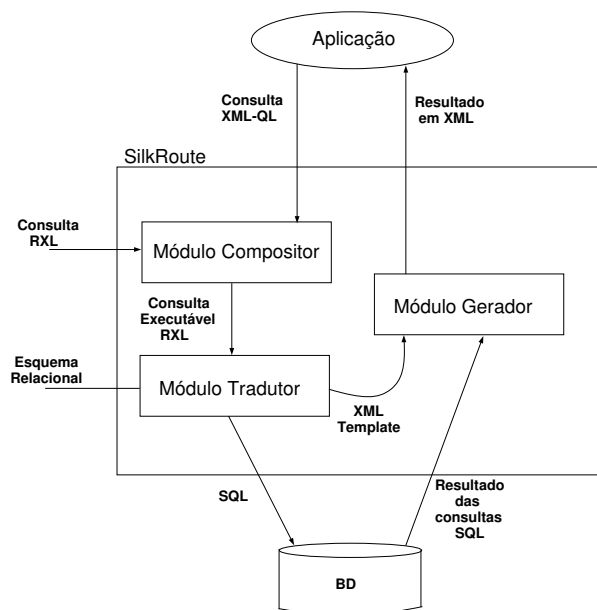 Aplicação
Consulta
XML-QL
Resultado
em XML
SilkRoute
Consulta
RXL
Módulo Compositor
Consulta
Executável
RXL
Módulo Gerador
Esquema
Relacional
Módulo Tradutor
XML
Template
SQL
Resultado
das
consultas
SQL
BD